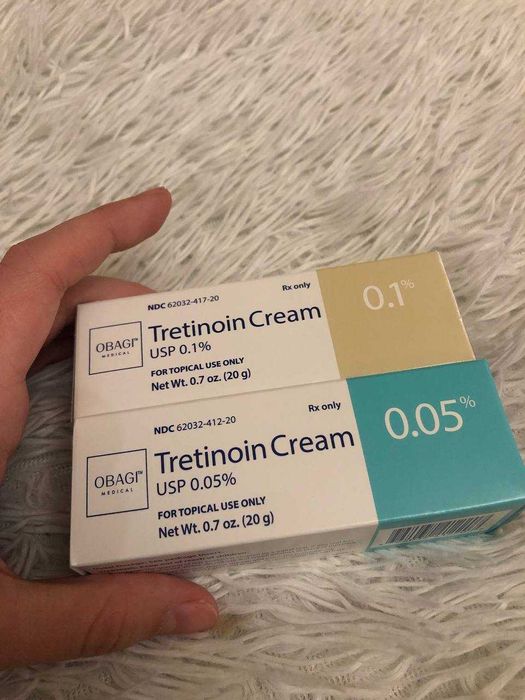 NDC 62032-417-20
Rx only
0.1%
OBAGI™
MEDICAL
Tretinoin Cream
USP 0.1%
FOR TOPICAL USE ONLY
Net Wt. 0.7 oz. (20 g)
NDC 62032-412-20
Rx only
0.05%
OBAGI™
MEDICAL
Tretinoin Cream
USP 0.05%
FOR TOPICAL USE ONLY
Net Wt. 0.7 oz. (20 g)